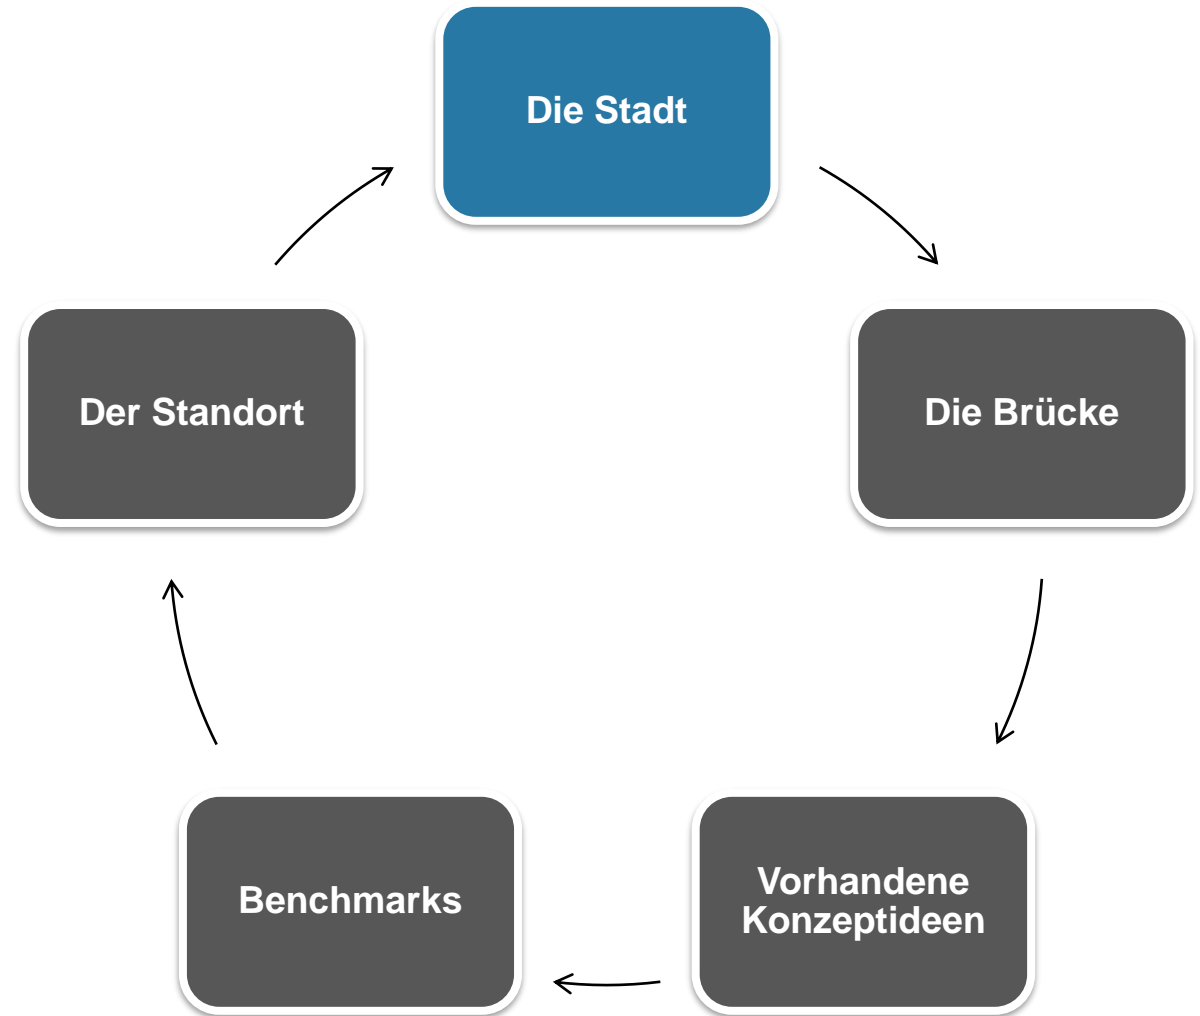 Die Stadt
Der Standort
Die Brücke
Benchmarks
Vorhandene
Konzeptideen